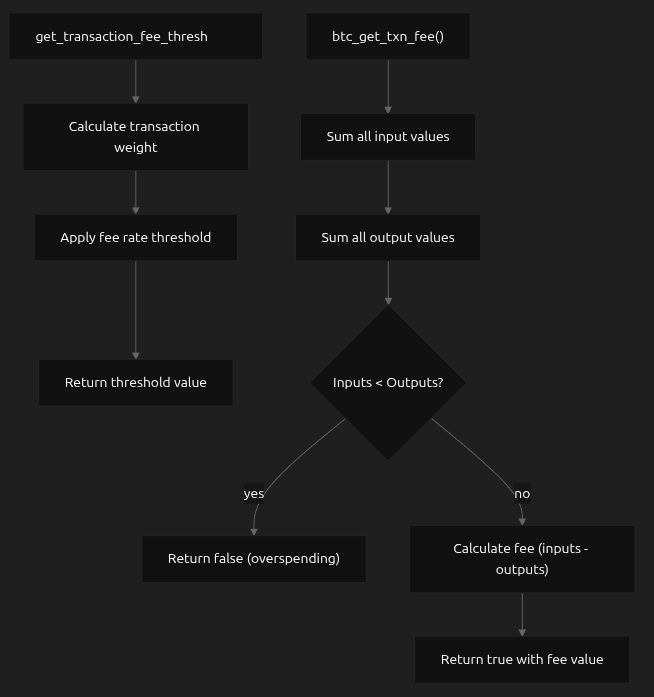 get_transaction_fee_thresh
Calculate transaction
weight
Apply fee rate threshold
Return threshold value
btc_get_txn_fee()
Sum all input values
Sum all output values
Inputs < Outputs?
yes
no
Return false (overspending)
Calculate fee (inputs -
outputs)
Return true with fee value